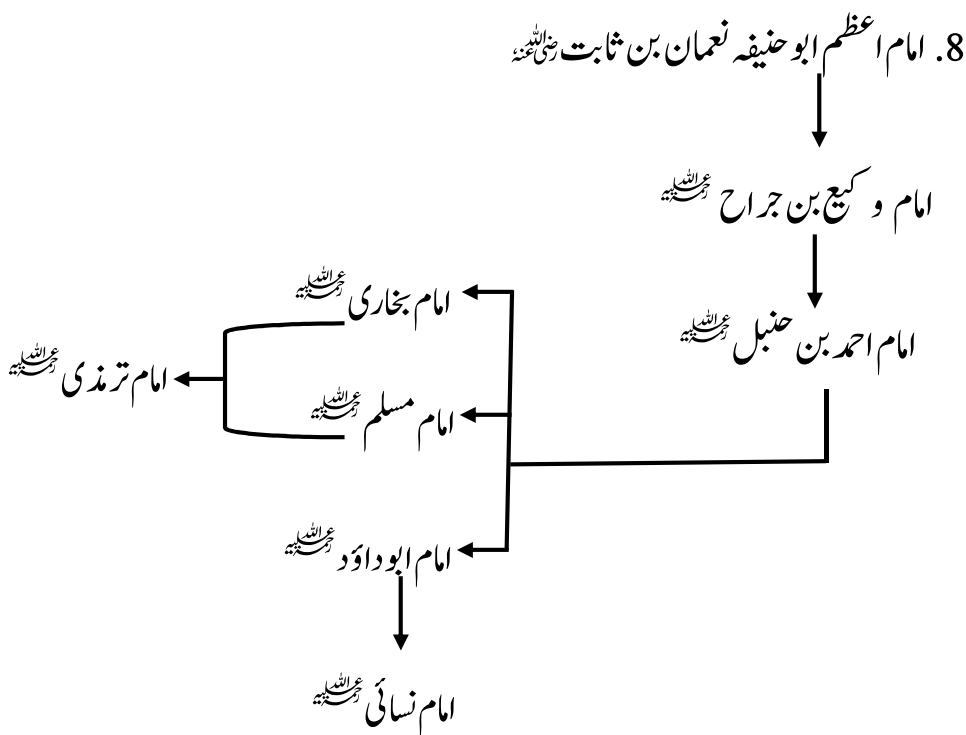 8. امام اعظم ابو حنیفہ نعمان بن ثابت رضی اللہ عنہ
امام وکیع بن جراح رحمۃ اللہ علیہ
امام احمد بن حنبل رحمۃ اللہ علیہ
امام بخاری رحمۃ اللہ علیہ
امام مسلم رحمۃ اللہ علیہ
امام ترمذی رحمۃ اللہ علیہ
امام ابو داؤد رحمۃ اللہ علیہ
امام نسائی رحمۃ اللہ علیہ